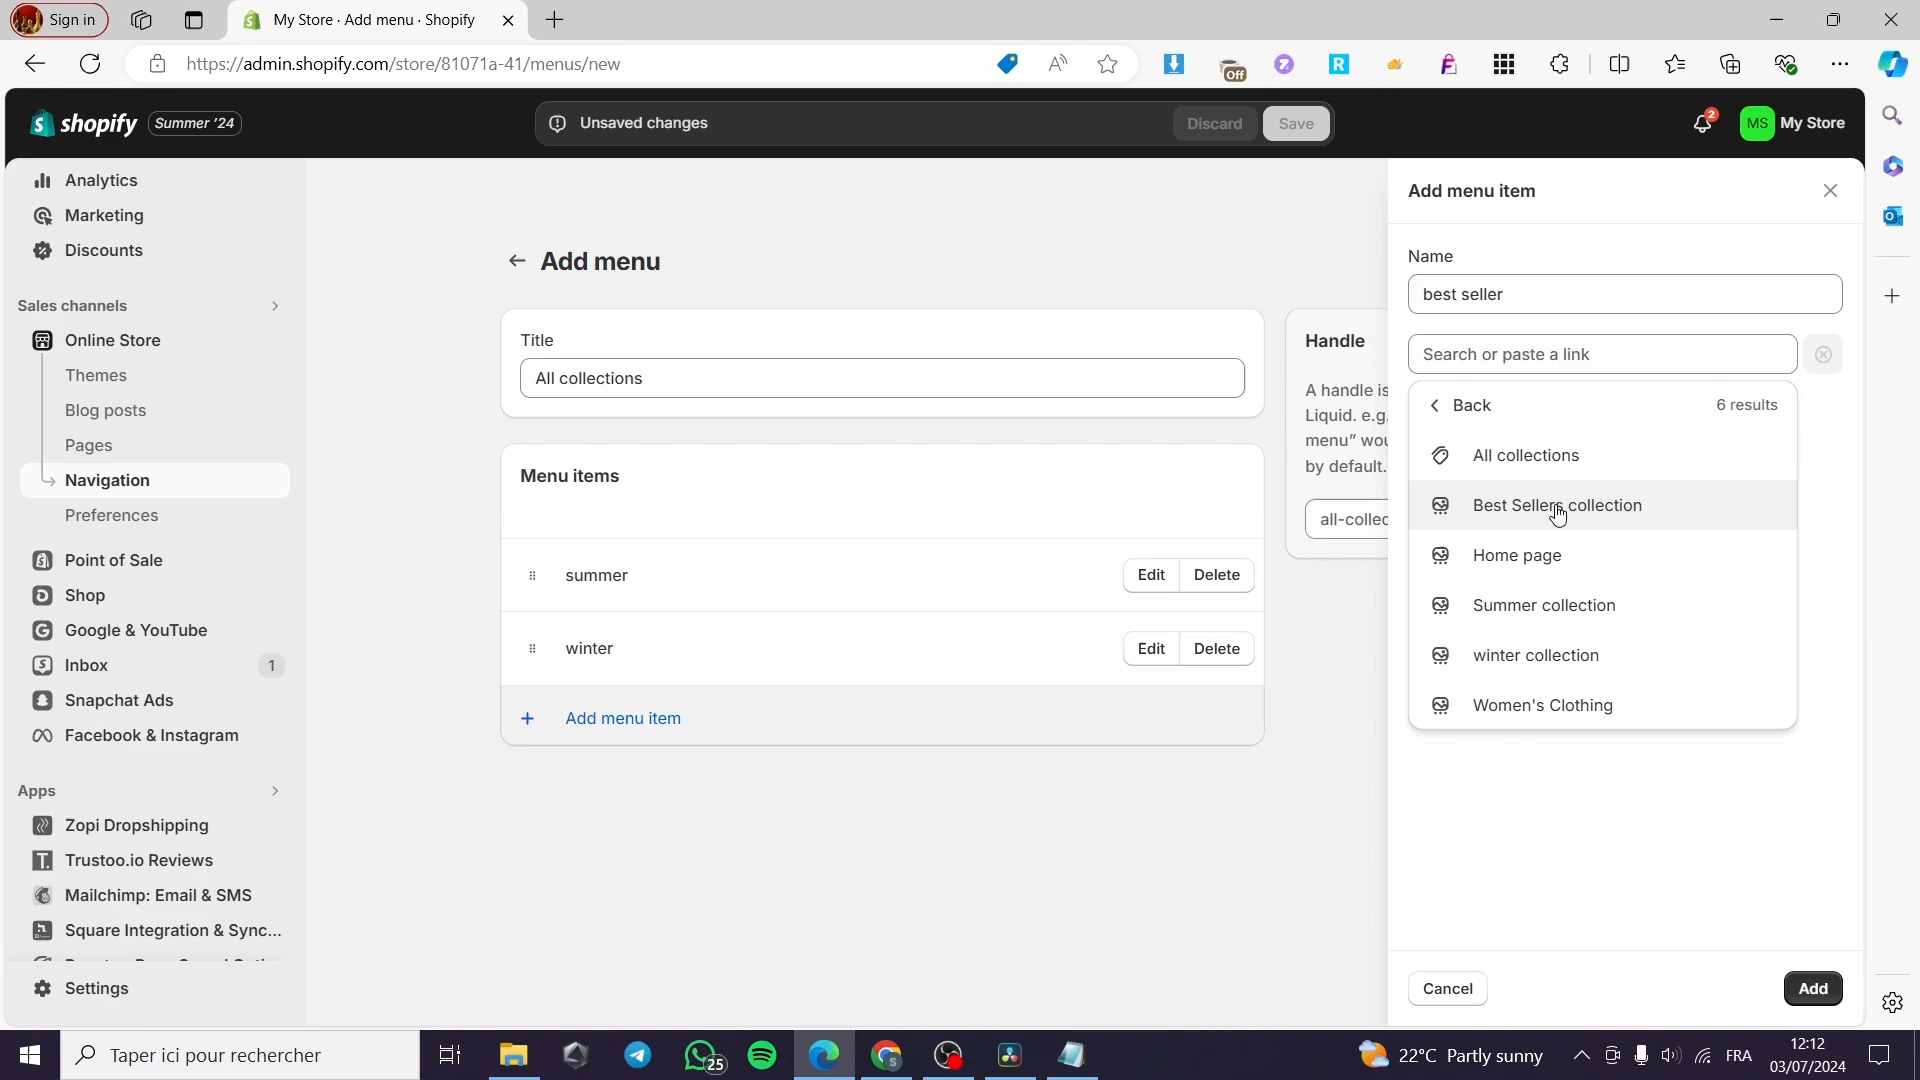 Sign in
My Store · Add menu · Shopify
https://admin.shopify.com/store/81071a-41/menus/new
Off
shopify
Summer '24
Unsaved changes
Discard
Save
2
MS
My Store
Analytics
Marketing
Discounts
Sales channels
Online Store
Themes
Blog posts
Pages
Navigation
Preferences
Point of Sale
Shop
Google & YouTube
Inbox
1
Snapchat Ads
Facebook & Instagram
Apps
Zopi Dropshipping
Trustoo.io Reviews
Mailchimp: Email & SMS
Square Integration & Sync...
Settings
Add menu
Title
All collections
Menu items
summer
Edit
Delete
winter
Edit
Delete
Add menu item
Handle
A handle is
Liquid. e.g.
menu" wou
by default.
all-collec
Add menu item
Name
best seller
Search or paste a link
Back
6 results
All collections
Best Sellers collection
Home page
Summer collection
winter collection
Women's Clothing
Cancel
Add
Taper ici pour rechercher
25
22°C Partly sunny
FRA
12:12
03/07/2024